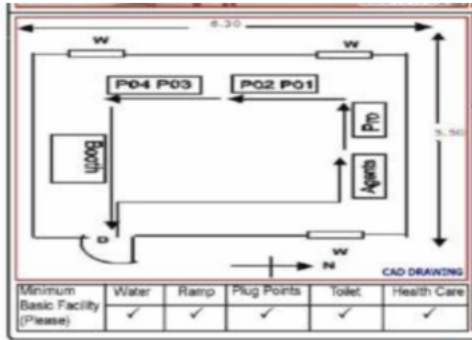 6.30
W
W
P04 P03
P02 P01
Pro
5.50
Booth
Agents
D
W
N
CAD DRAWING
Minimum Basic Facility (Please)
Water
Ramp
Plug Points
Toilet
Health Care
✓ ✓ ✓ ✓ ✓